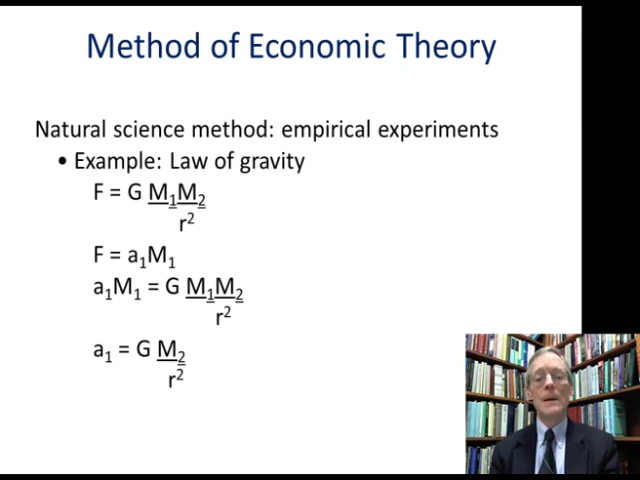 Method of Economic Theory
Natural science method: empirical experiments
• Example: Law of gravity
F = G M₁M₂
r²
F = a₁M₁
a₁M₁ = G M₁M₂
r²
a₁ = G M₂
r²